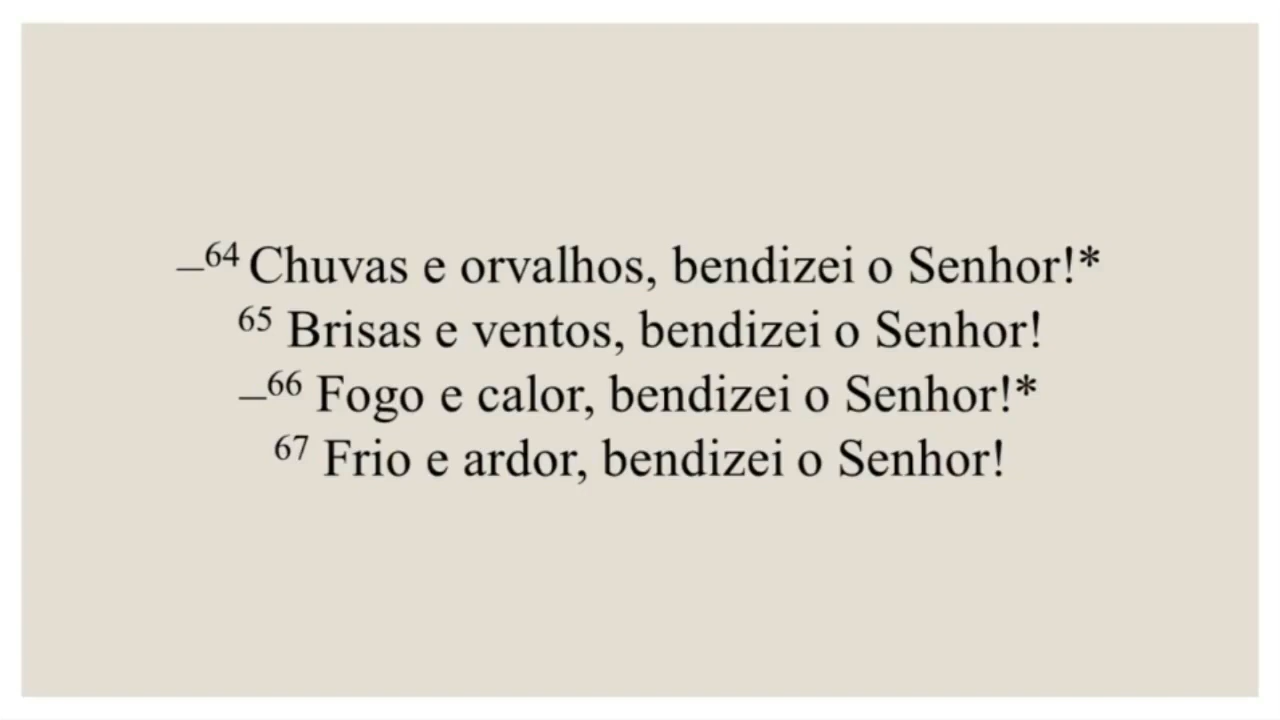 –⁶⁴ Chuvas e orvalhos, bendizei o Senhor!*
⁶⁵ Brisas e ventos, bendizei o Senhor!
–⁶⁶ Fogo e calor, bendizei o Senhor!*
⁶⁷ Frio e ardor, bendizei o Senhor!